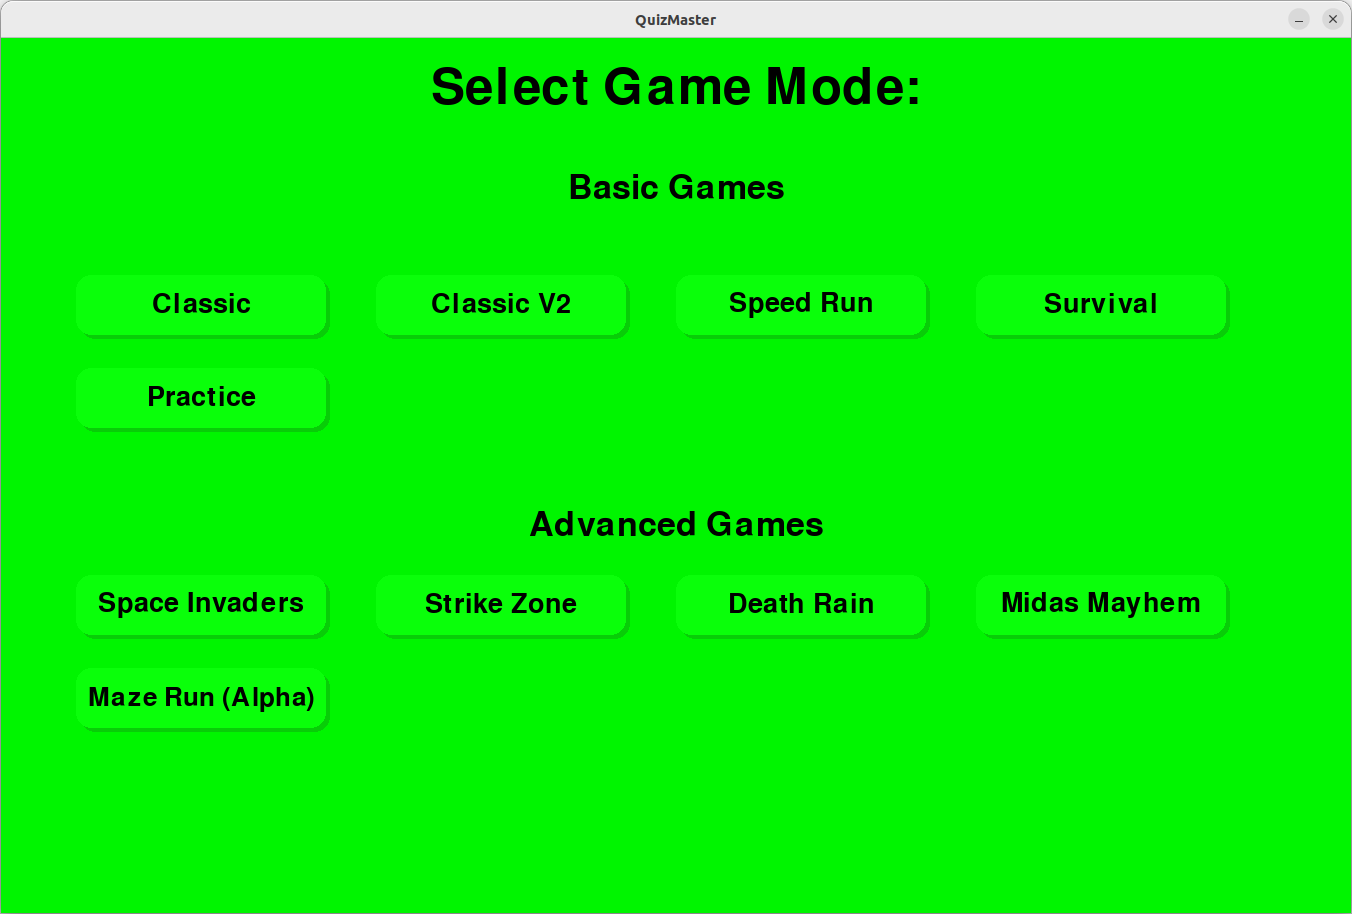 QuizMaster
Select Game Mode:
Basic Games
Classic
Classic V2
Speed Run
Survival
Practice
Advanced Games
Space Invaders
Strike Zone
Death Rain
Midas Mayhem
Maze Run (Alpha)